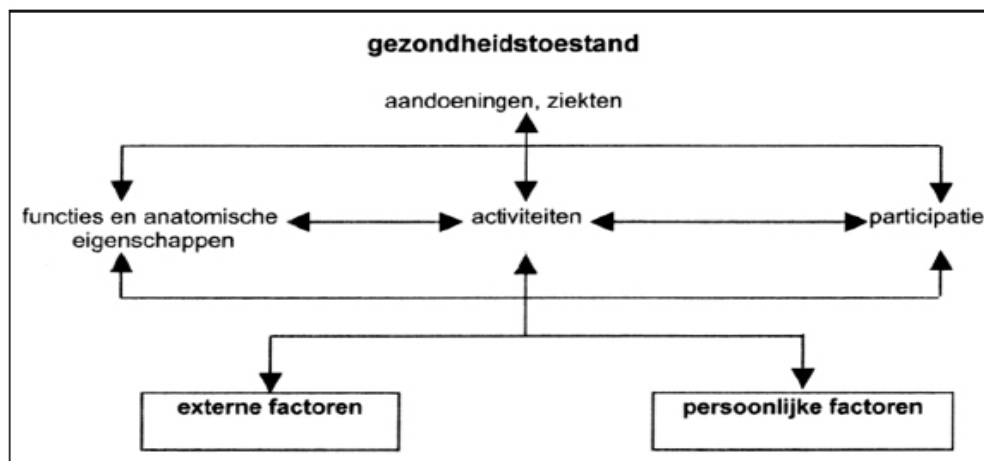 gezondheidstoestand
aandoeningen, ziekten
functies en anatomische
eigenschappen
activiteiten
participatie
externe factoren
persoonlijke factoren